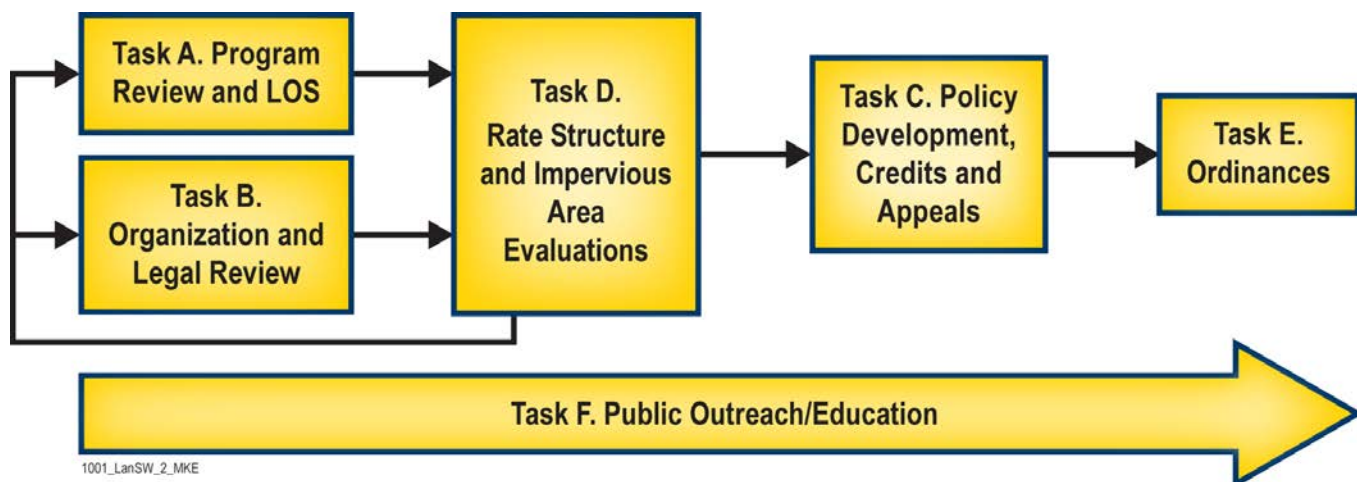 Task A. Program
Review and LOS
Task B.
Organization and
Legal Review
Task D.
Rate Structure
and Impervious
Area
Evaluations
Task C. Policy
Development,
Credits and
Appeals
Task E.
Ordinances
Task F. Public Outreach/Education
1001_LanSW_2_MKE